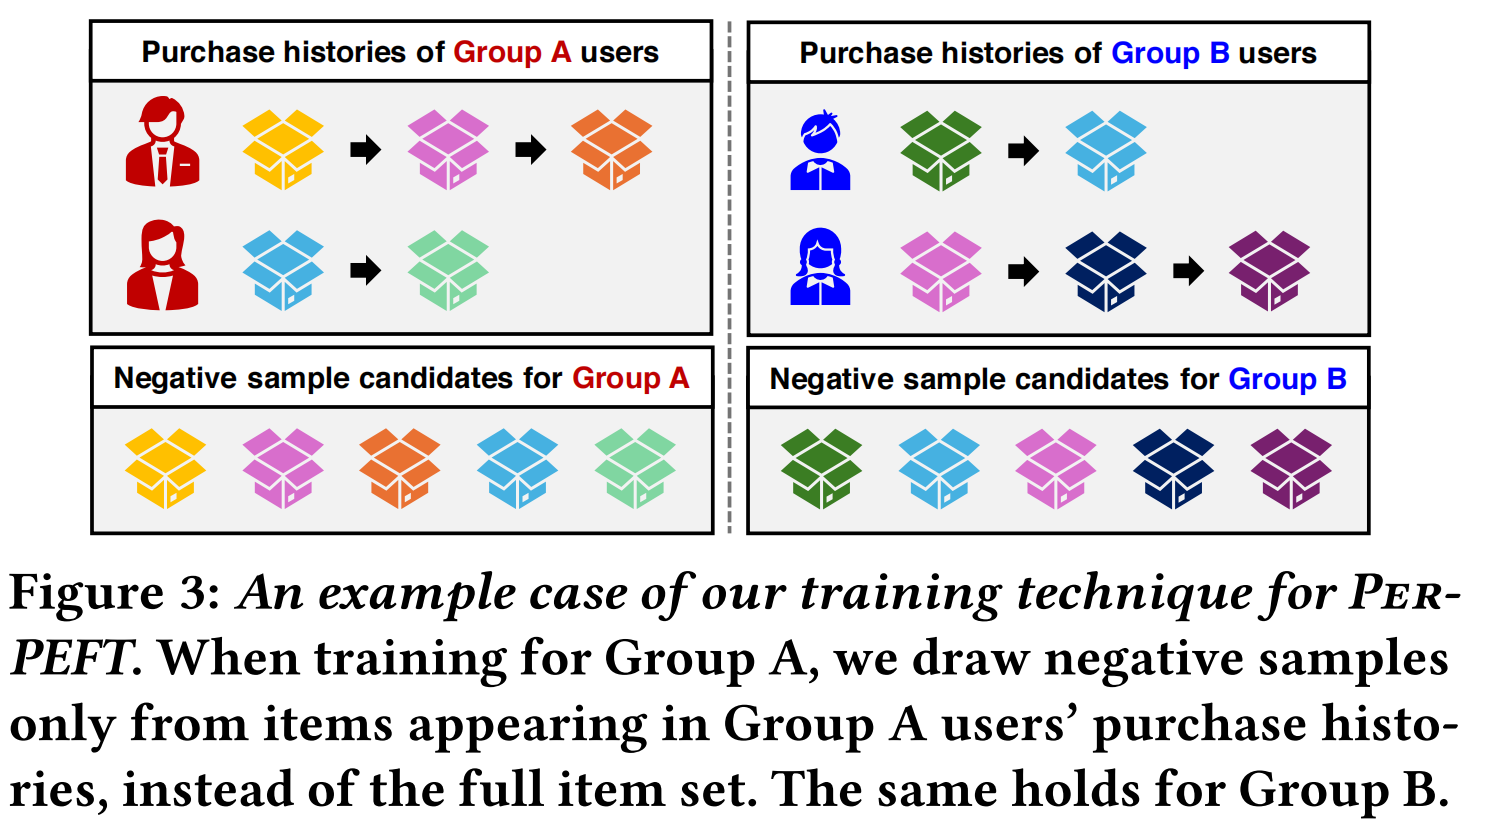 Purchase histories of Group A users
Purchase histories of Group B users
Negative sample candidates for Group A
Negative sample candidates for Group B
Figure 3: An example case of our training technique for PER-
PEFT. When training for Group A, we draw negative samples
only from items appearing in Group A users’ purchase histo-
ries, instead of the full item set. The same holds for Group B.